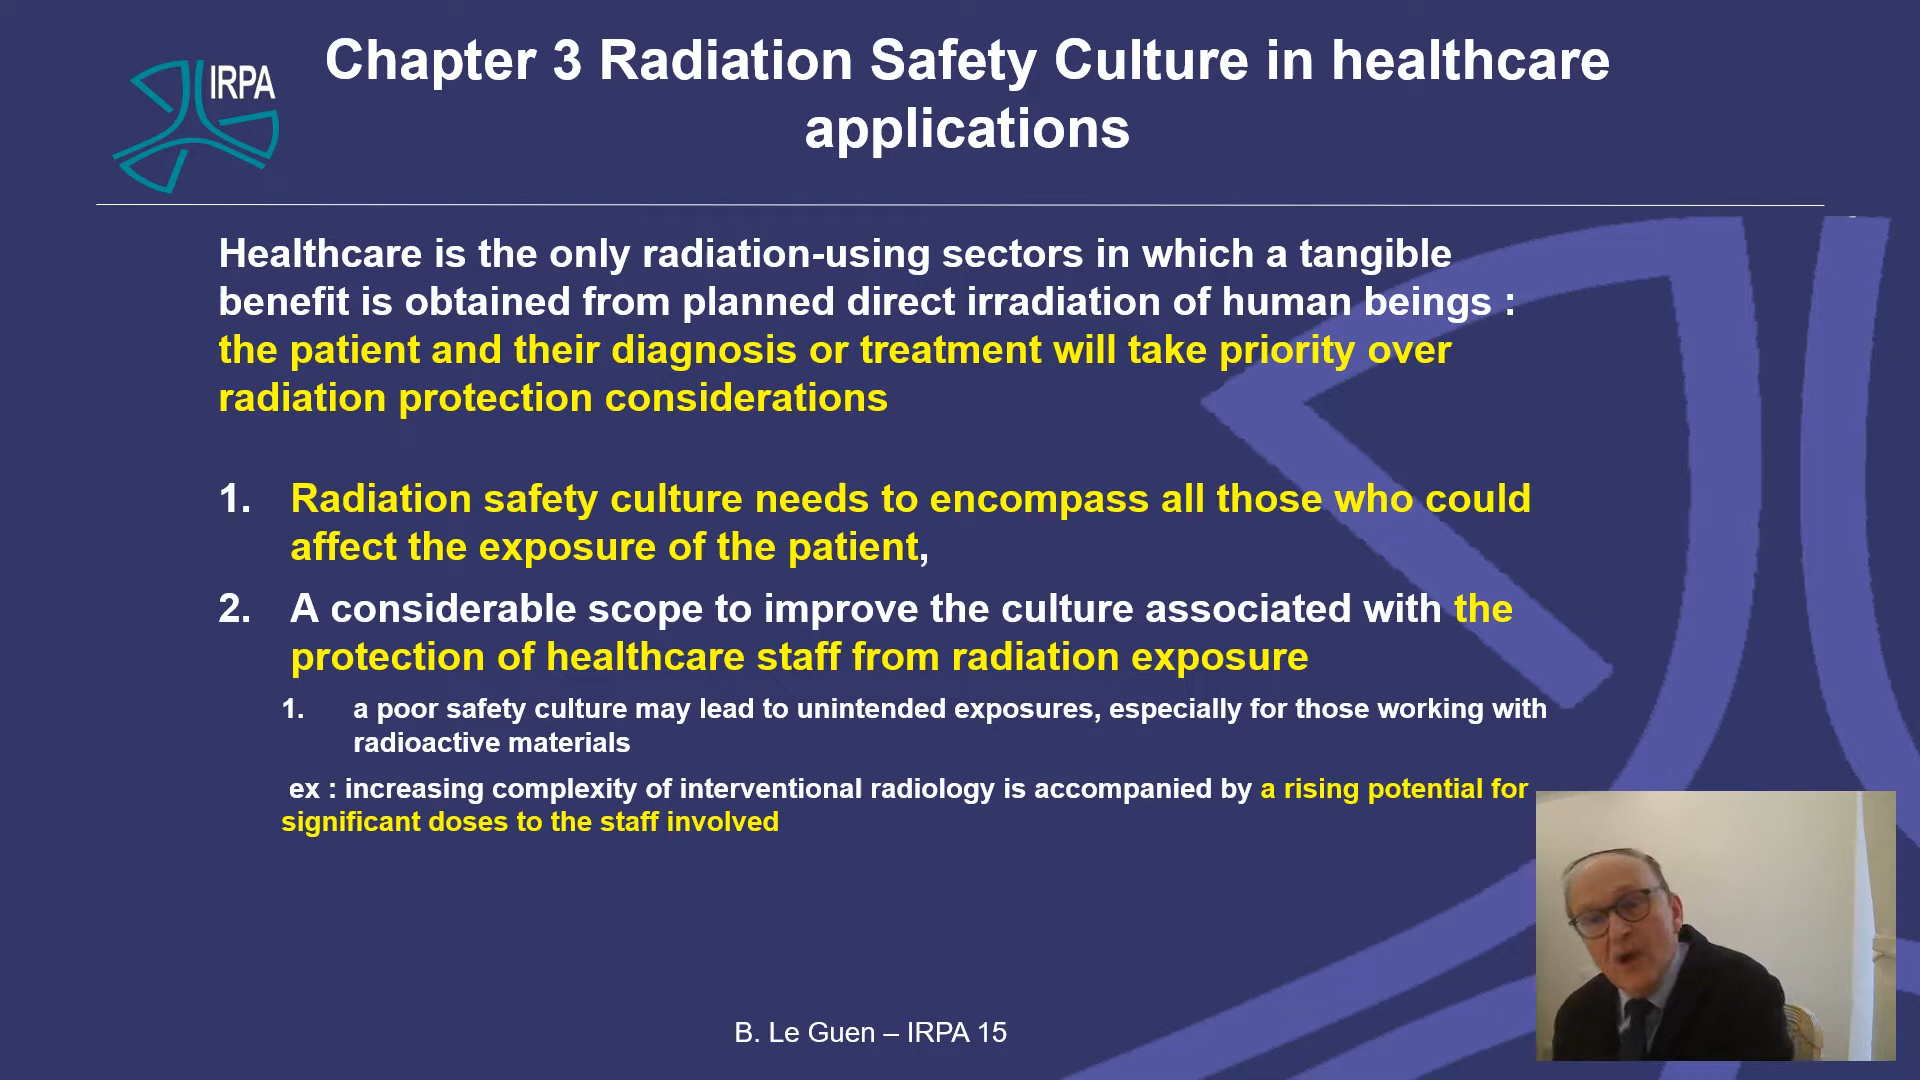 IRPA
Chapter 3 Radiation Safety Culture in healthcare
applications
Healthcare is the only radiation-using sectors in which a tangible
benefit is obtained from planned direct irradiation of human beings :
the patient and their diagnosis or treatment will take priority over
radiation protection considerations
1. Radiation safety culture needs to encompass all those who could
affect the exposure of the patient,
2. A considerable scope to improve the culture associated with the
protection of healthcare staff from radiation exposure
1. a poor safety culture may lead to unintended exposures, especially for those working with
radioactive materials
ex : increasing complexity of interventional radiology is accompanied by a rising potential for
significant doses to the staff involved
B. Le Guen – IRPA 15